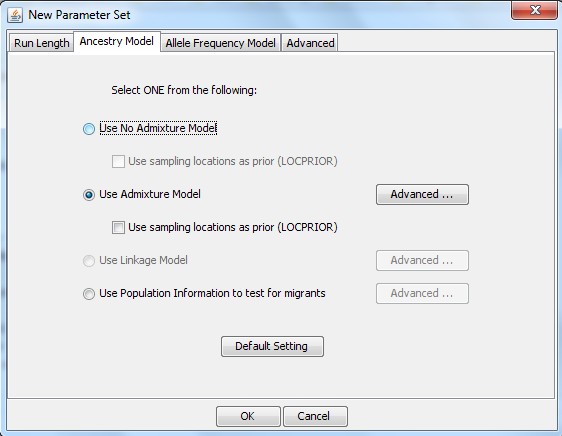 New Parameter Set
Run Length Ancestry Model Allele Frequency Model Advanced
Select ONE from the following:
Use No Admixture Model
Use sampling locations as prior (LOCPRIOR)
Use Admixture Model Advanced ...
Use sampling locations as prior (LOCPRIOR)
Use Linkage Model Advanced ...
Use Population Information to test for migrants Advanced ...
Default Setting
OK Cancel